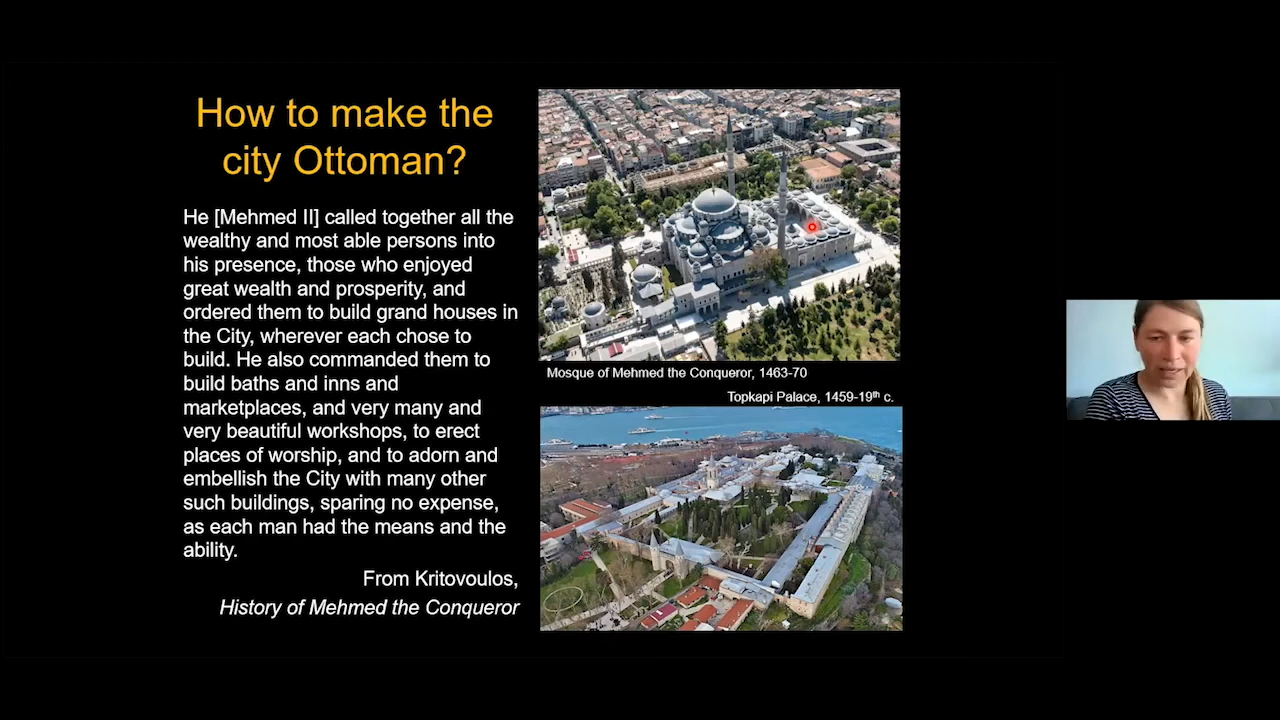 How to make the
city Ottoman?
He [Mehmed II] called together all the
wealthy and most able persons into
his presence, those who enjoyed
great wealth and prosperity, and
ordered them to build grand houses in
the City, wherever each chose to
build. He also commanded them to
build baths and inns and
marketplaces, and very many and
very beautiful workshops, to erect
places of worship, and to adorn and
embellish the City with many other
such buildings, sparing no expense,
as each man had the means and the
ability.
From Kritovoulos,
History of Mehmed the Conqueror
Mosque of Mehmed the Conqueror, 1463-70
Topkapi Palace, 1459-19th c.